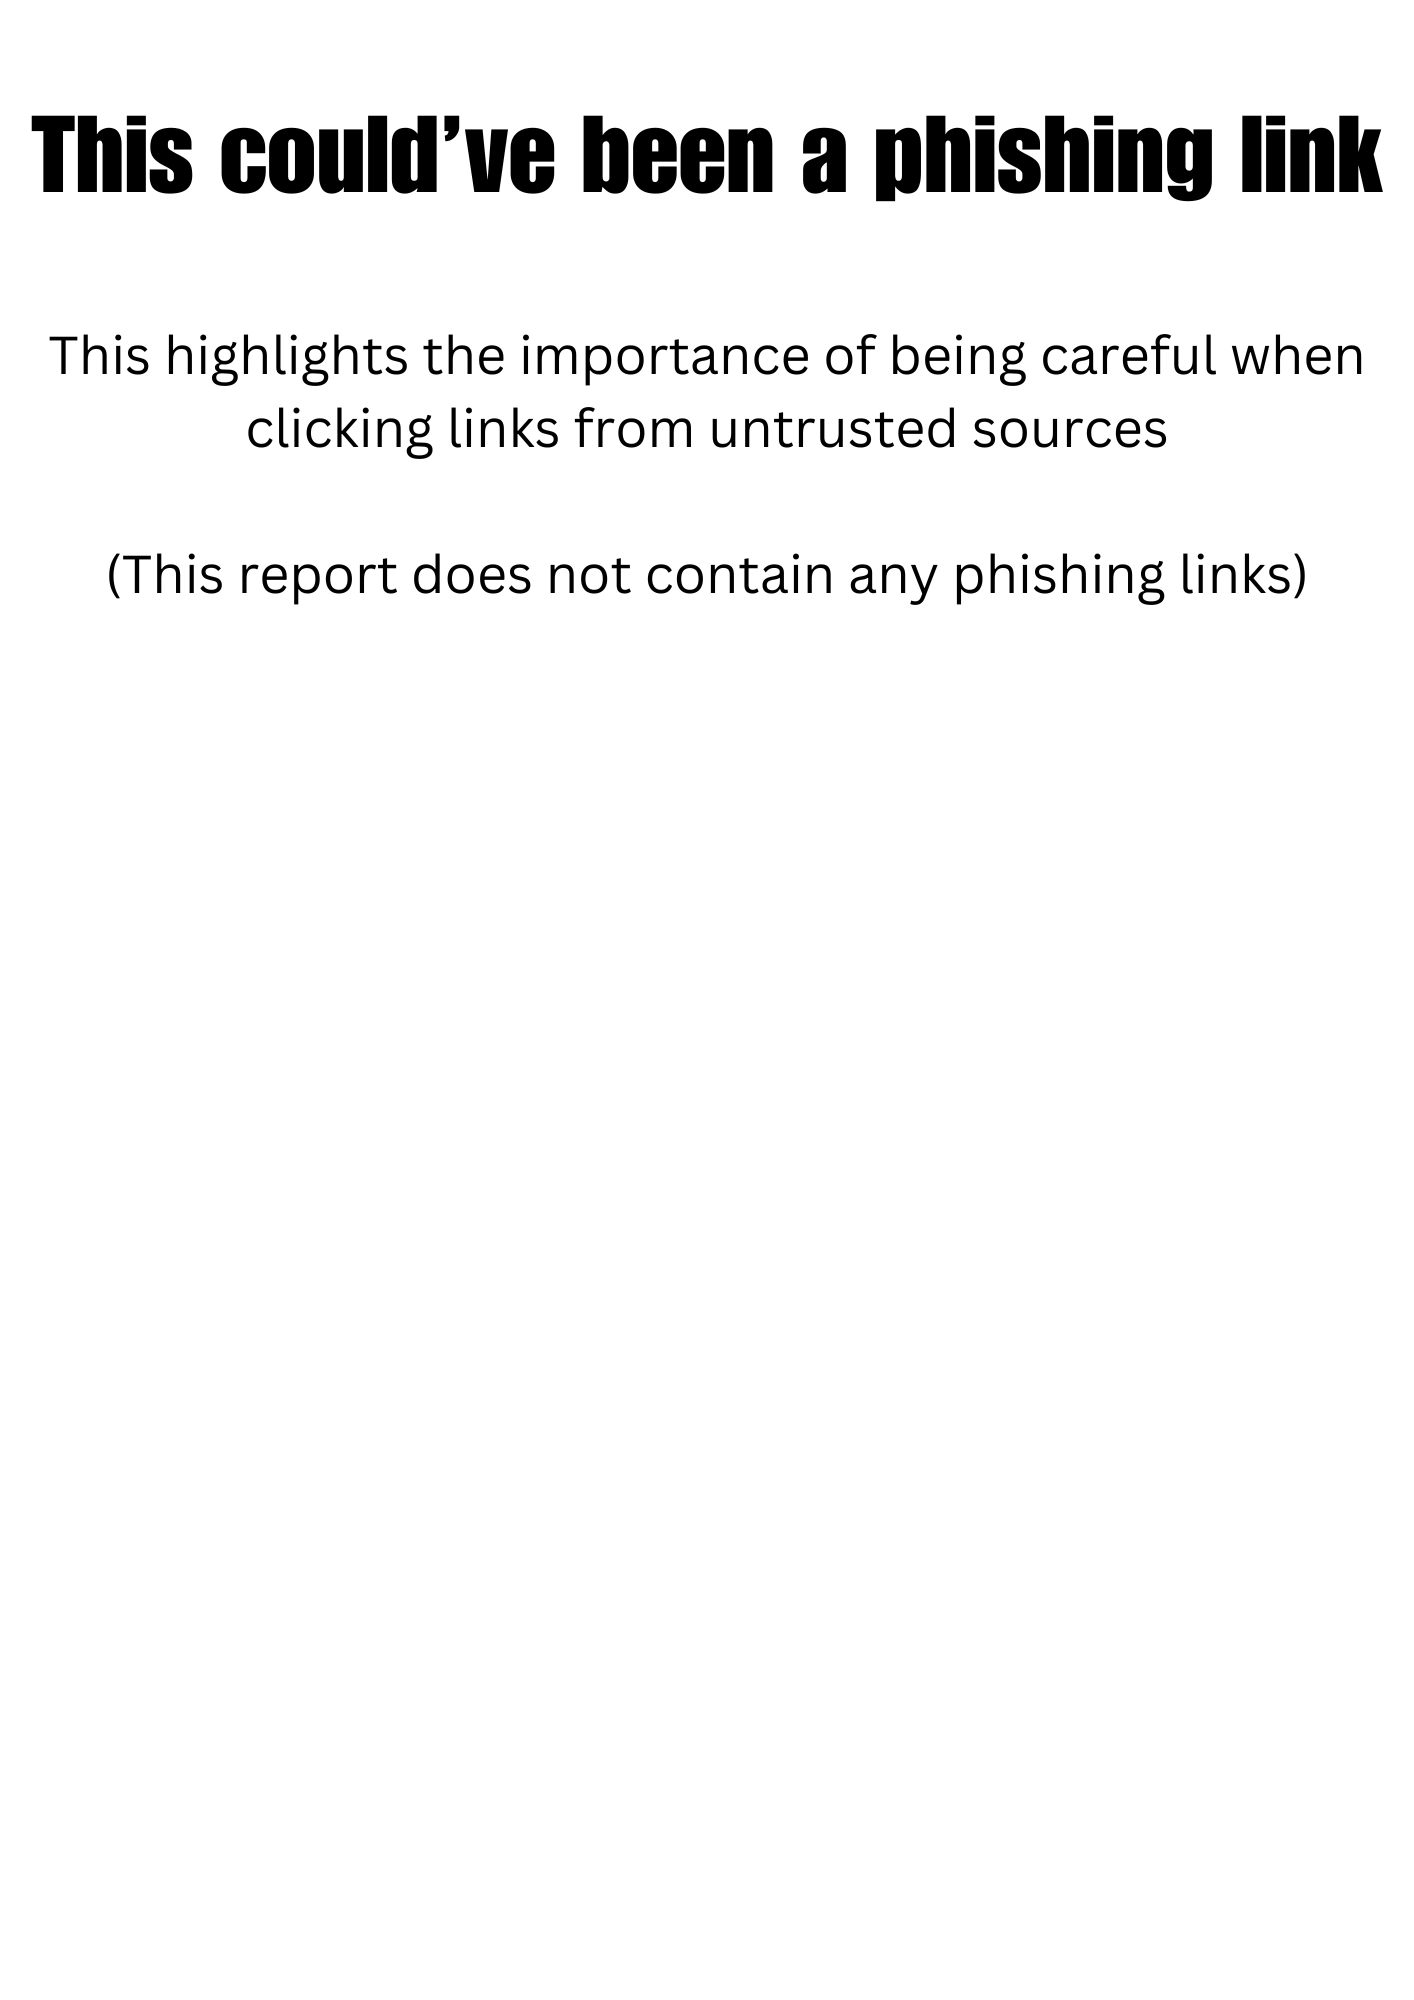 This could’ve been a phishing link
This highlights the importance of being careful when
clicking links from untrusted sources
(This report does not contain any phishing links)